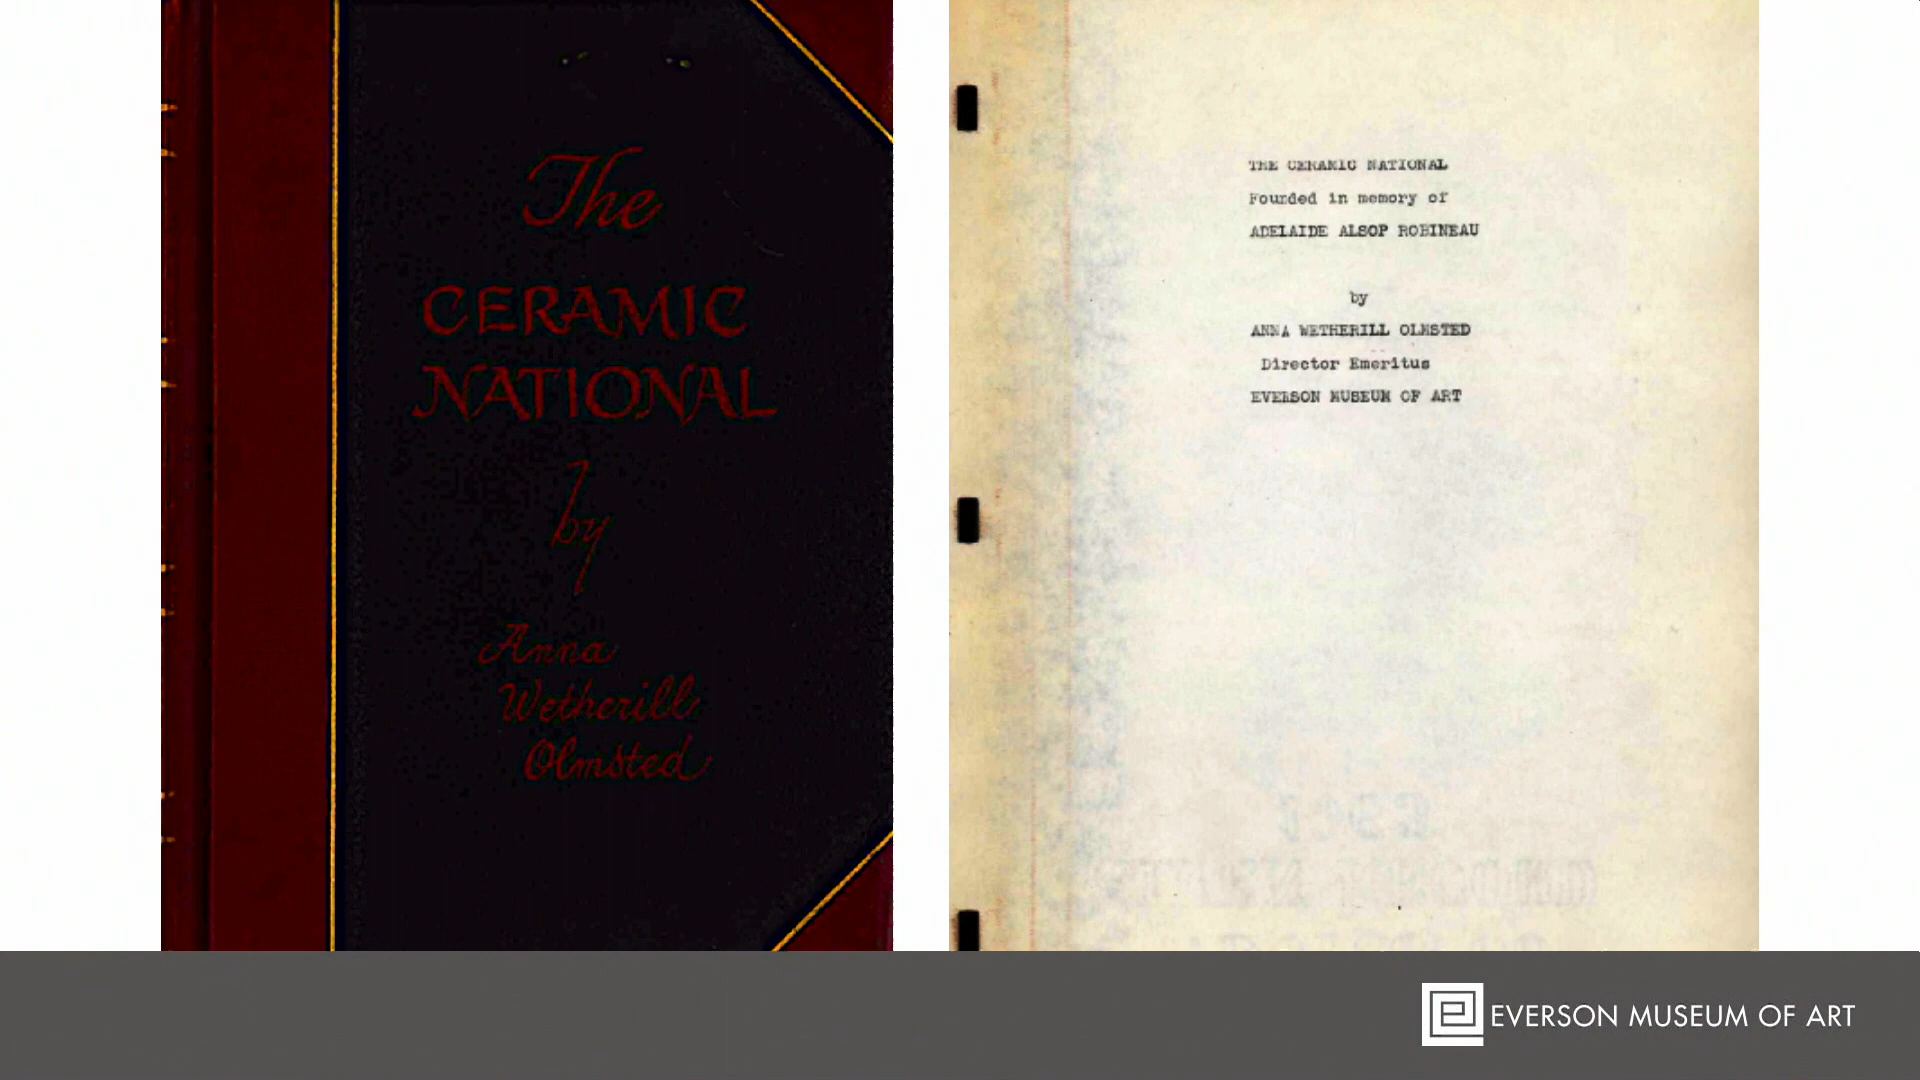 The
CERAMIC
NATIONAL
by
Anna
Wetherill
Olmsted
THE CERAMIC NATIONAL
Founded in memory of
ADELAIDE ALSOP ROBINEAU
by
ANNA WETHERILL OLMSTED
Director Emeritus
EVERSON MUSEUM OF ART
EVERSON MUSEUM OF ART